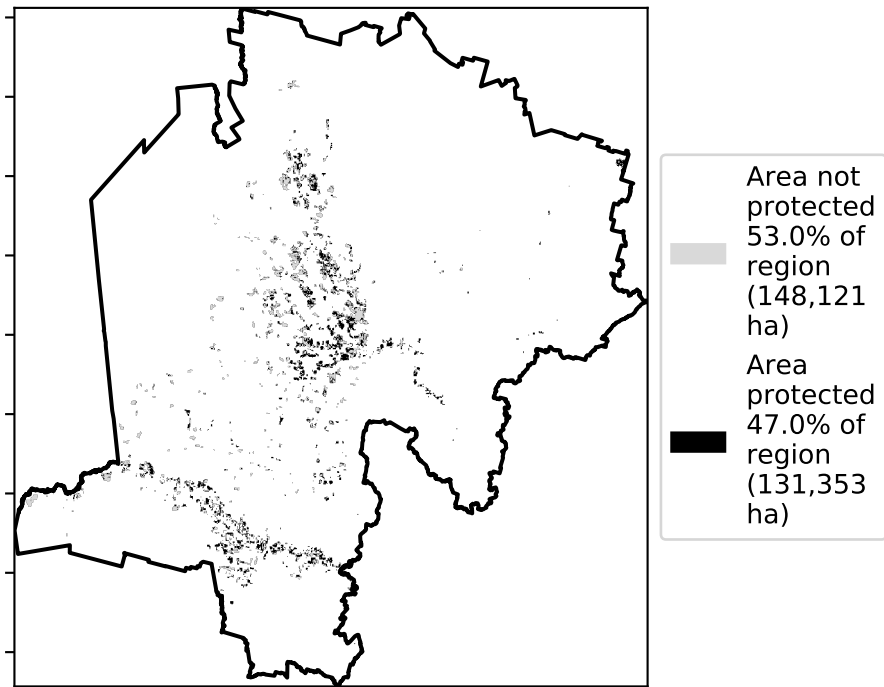 Area not
protected
53.0% of
region
(148,121
ha)
Area
protected
47.0% of
region
(131,353
ha)